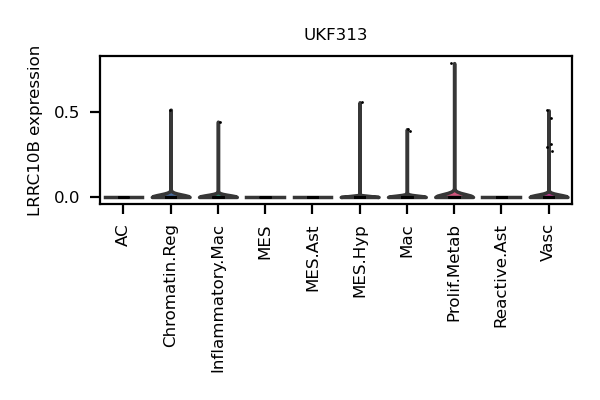 UKF313
LRRC10B expression
0.5
0.0
AC
Chromatin.Reg
Inflammatory.Mac
MES
MES.Ast
MES.Hyp
Mac
Prolif.Metab
Reactive.Ast
Vasc